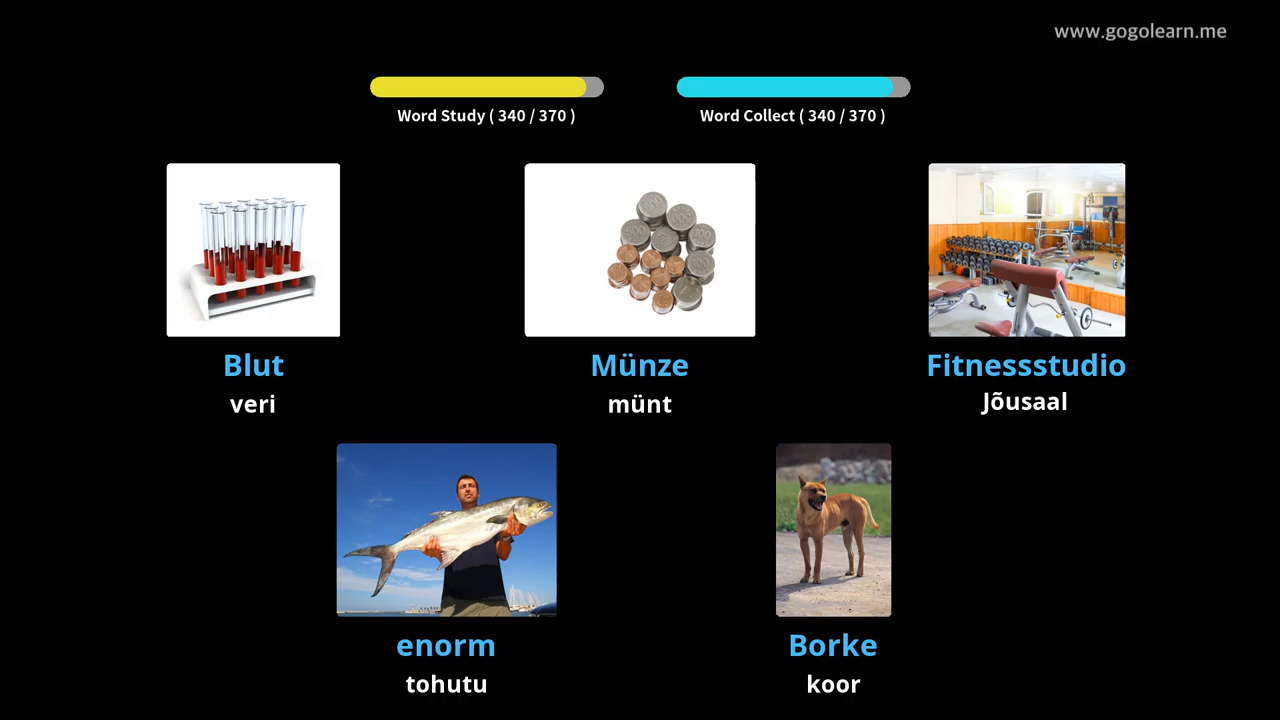 www.gogolearn.me
Word Study ( 340 / 370 )
Word Collect ( 340 / 370 )
Blut
Münze
Fitnessstudio
veri
münt
Jõusaal
enorm
Borke
tohutu
koor